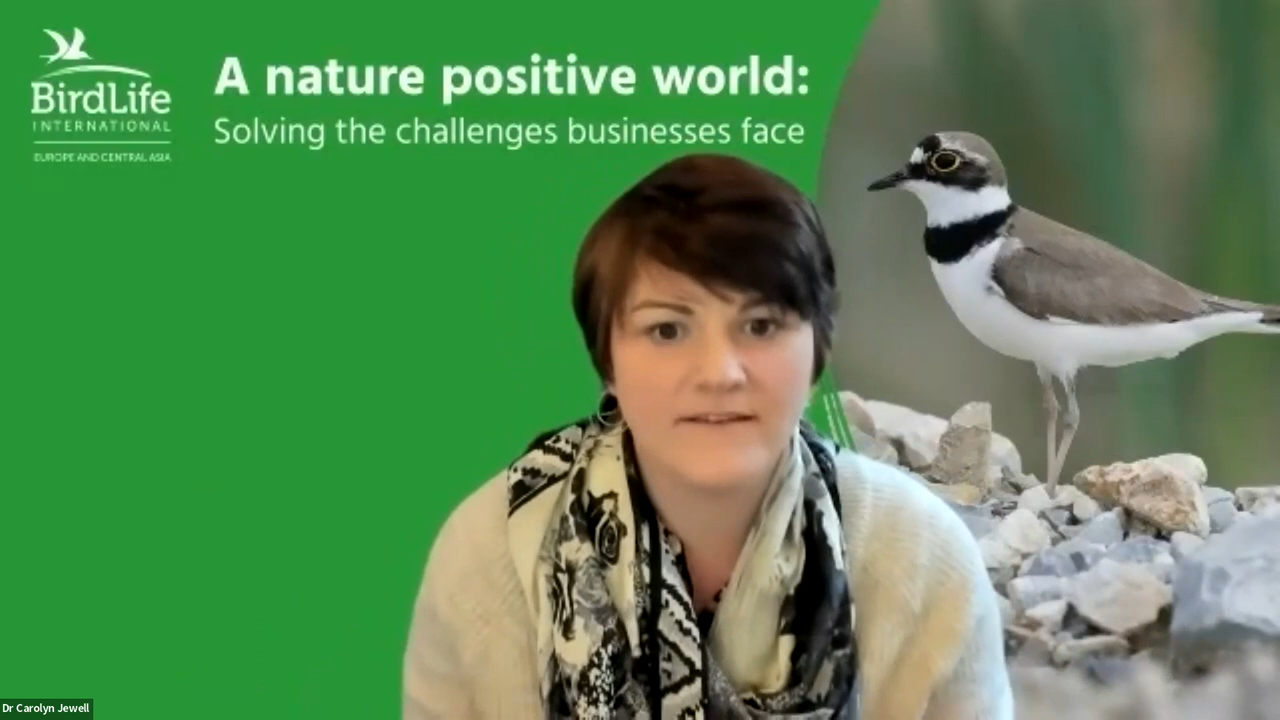 BirdLife
INTERNATIONAL
EUROPE AND CENTRAL ASIA
A nature positive world:
Solving the challenges businesses face
Dr Carolyn Jewell